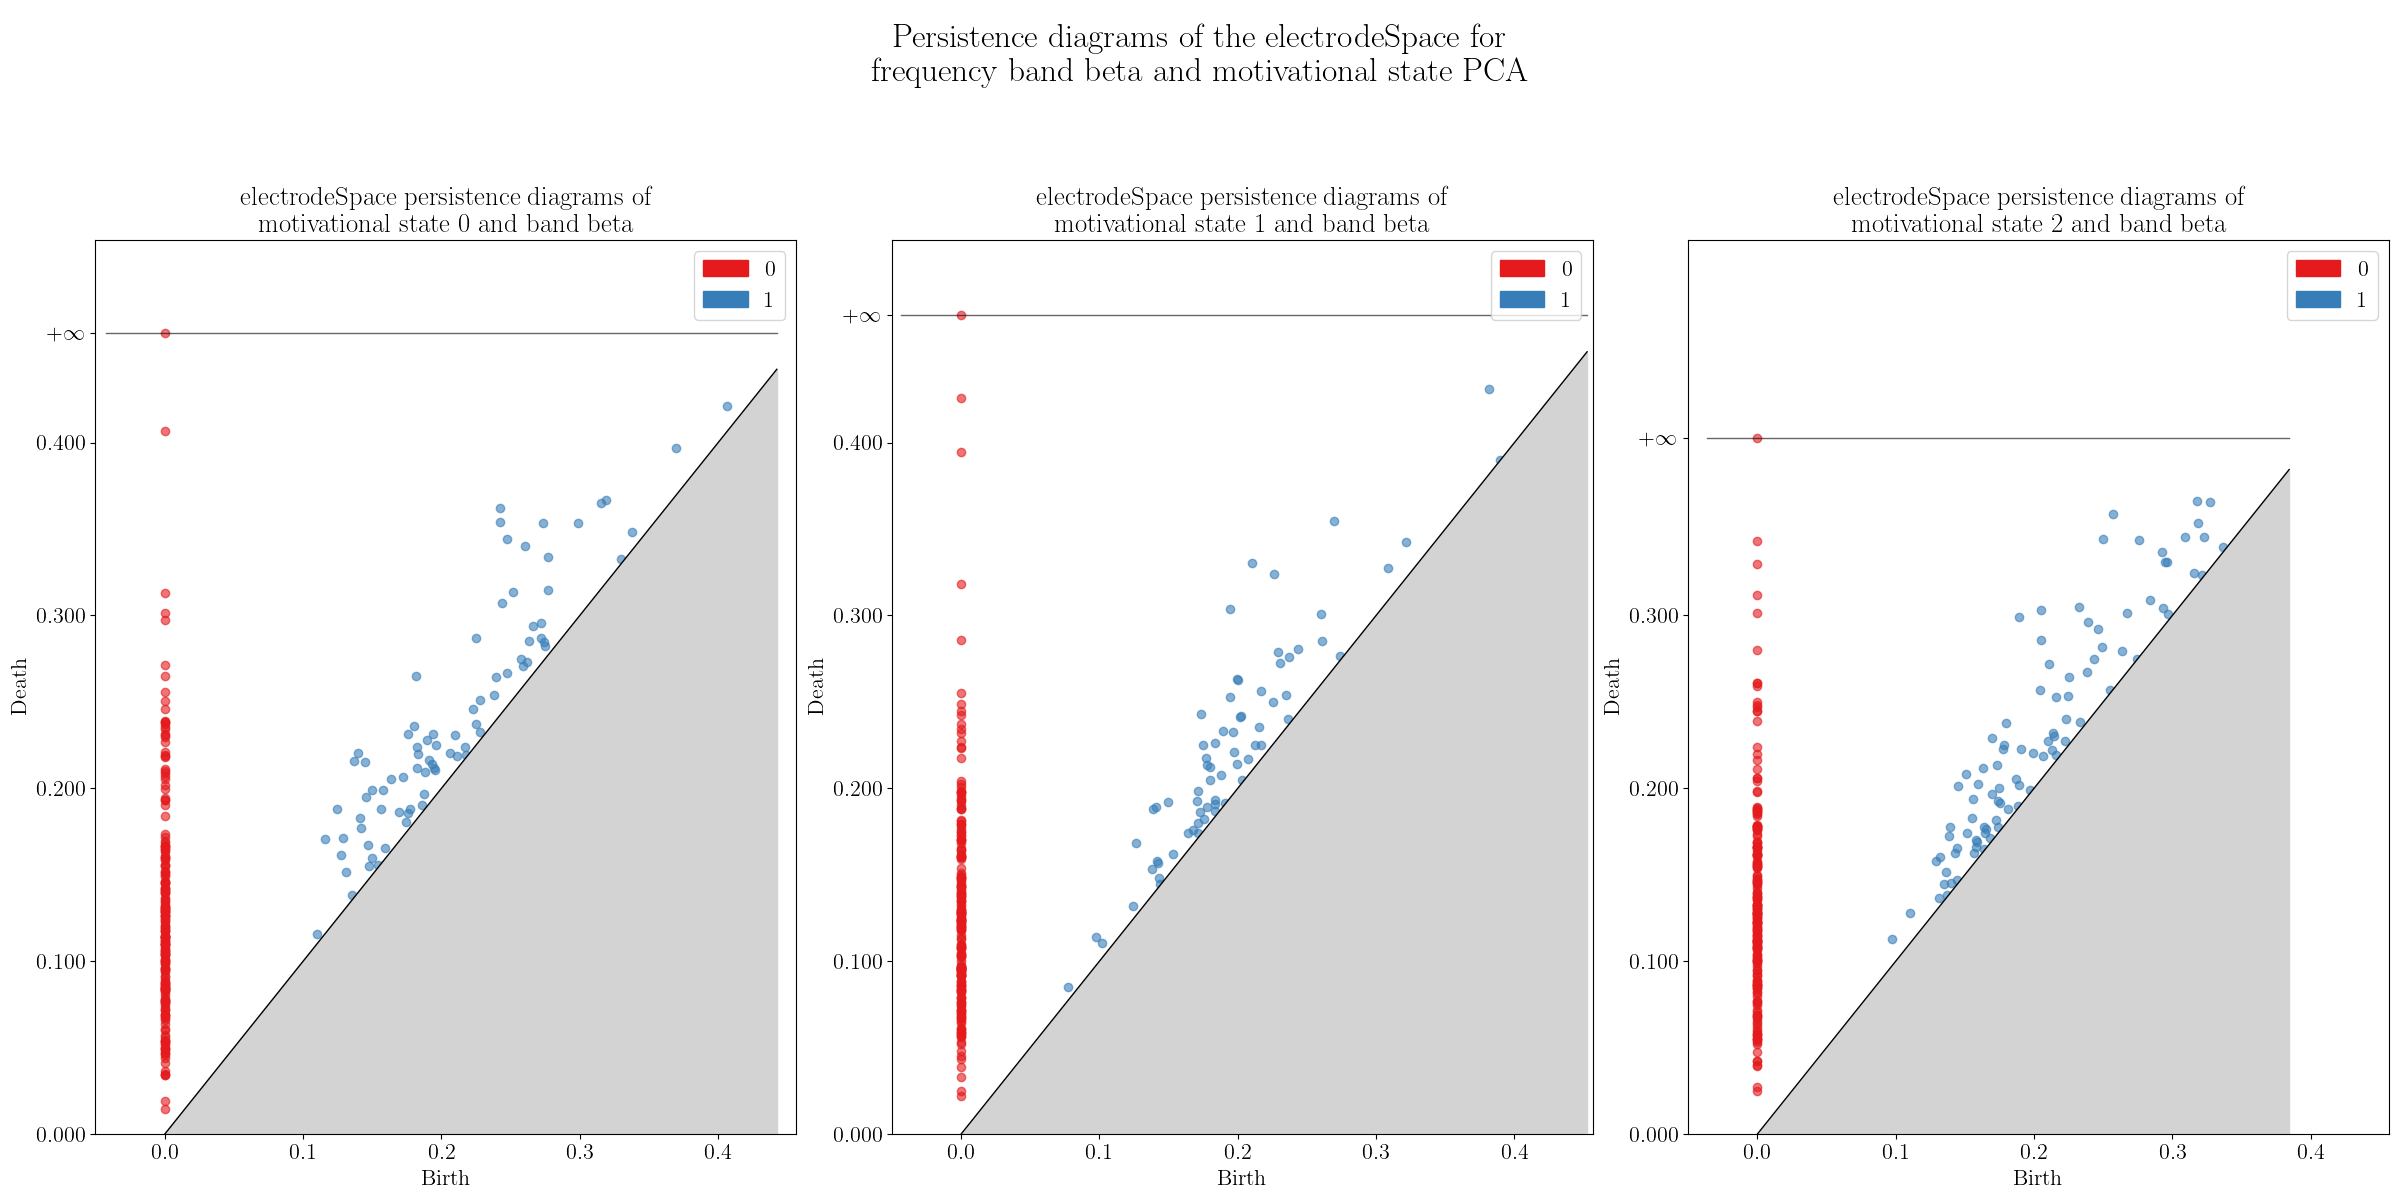 Persistence diagrams of the electrodeSpace for
frequency band beta and motivational state PCA
electrodeSpace persistence diagrams of
motivational state 0 and band beta
0
1
+∞
0.400
0.300
0.200
0.100
0.000
Death
0.0 0.1 0.2 0.3 0.4
Birth
electrodeSpace persistence diagrams of
motivational state 1 and band beta
0
1
+∞
0.400
0.300
0.200
0.100
0.000
Death
0.0 0.1 0.2 0.3 0.4
Birth
electrodeSpace persistence diagrams of
motivational state 2 and band beta
0
1
+∞
0.400
0.300
0.200
0.100
0.000
Death
0.0 0.1 0.2 0.3 0.4
Birth